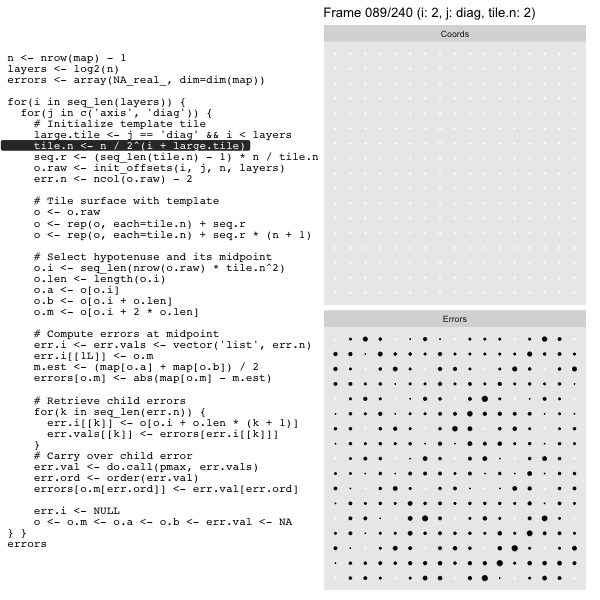 Frame 089/240 (i: 2, j: diag, tile.n: 2)
Coords
n <- nrow(map) - 1
layers <- log2(n)
errors <- array(NA_real_, dim=dim(map))
for(i in seq_len(layers)) {
for(j in c('axis', 'diag')) {
# Initialize template tile
large.tile <- j == 'diag' && i < layers
tile.n <- n / 2^(i + large.tile)
seq.r <- (seq_len(tile.n) - 1) * n / tile.n
o.raw <- init_offsets(i, j, n, layers)
err.n <- ncol(o.raw) - 2
# Tile surface with template
o <- o.raw
o <- rep(o, each=tile.n) + seq.r
o <- rep(o, each=tile.n) + seq.r * (n + 1)
# Select hypotenuse and its midpoint
o.i <- seq_len(nrow(o.raw) * tile.n^2)
o.len <- length(o.i)
o.a <- o[o.i]
o.b <- o[o.i + o.len]
o.m <- o[o.i + 2 * o.len]
# Compute errors at midpoint
err.i <- err.vals <- vector('list', err.n)
err.i[[1L]] <- o.m
m.est <- (map[o.a] + map[o.b]) / 2
errors[o.m] <- abs(map[o.m] - m.est)
# Retrieve child errors
for(k in seq_len(err.n)) {
err.i[[k]] <- o[o.i + o.len * (k + 1)]
err.vals[[k]] <- errors[err.i[[k]]]
}
# Carry over child error
err.val <- do.call(pmax, err.vals)
err.ord <- order(err.val)
errors[o.m[err.ord]] <- err.val[err.ord]
err.i <- NULL
o <- o.m <- o.a <- o.b <- err.val <- NA
} }
errors
Errors